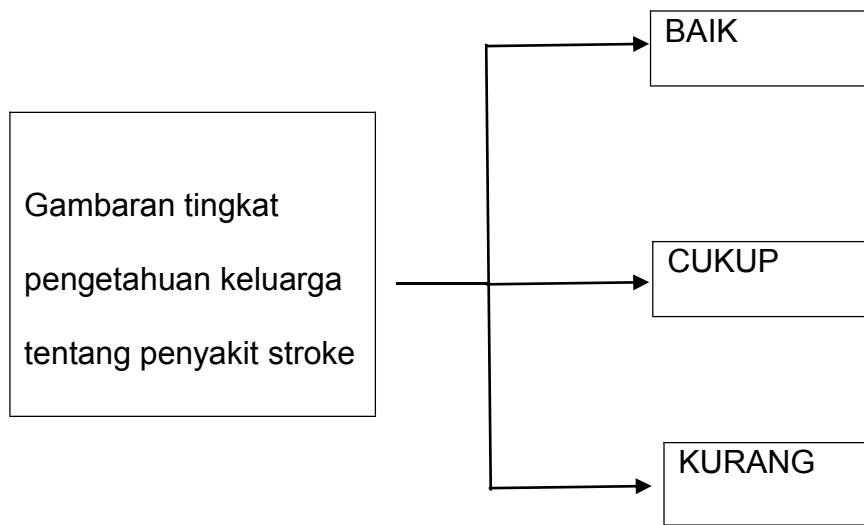 BAIK
Gambaran tingkat
pengetahuan keluarga
tentang penyakit stroke
CUKUP
KURANG